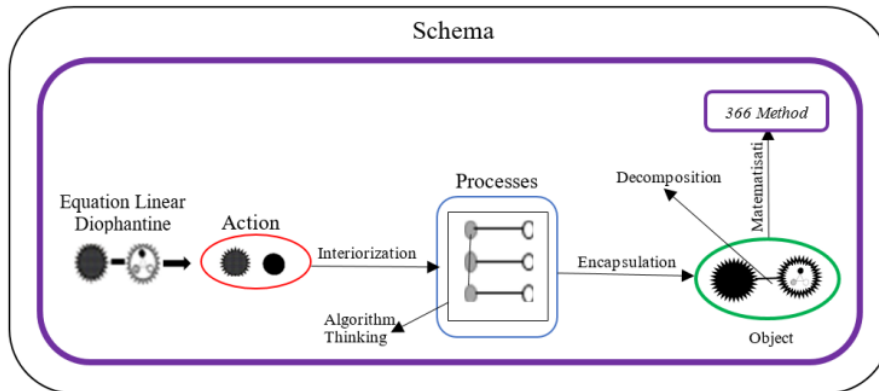 Schema
366 Method
Matematisati
Decomposition
Processes
Equation Linear
Diophantine
Action
Interiorization
Encapsulation
Algorithm
Thinking
Object